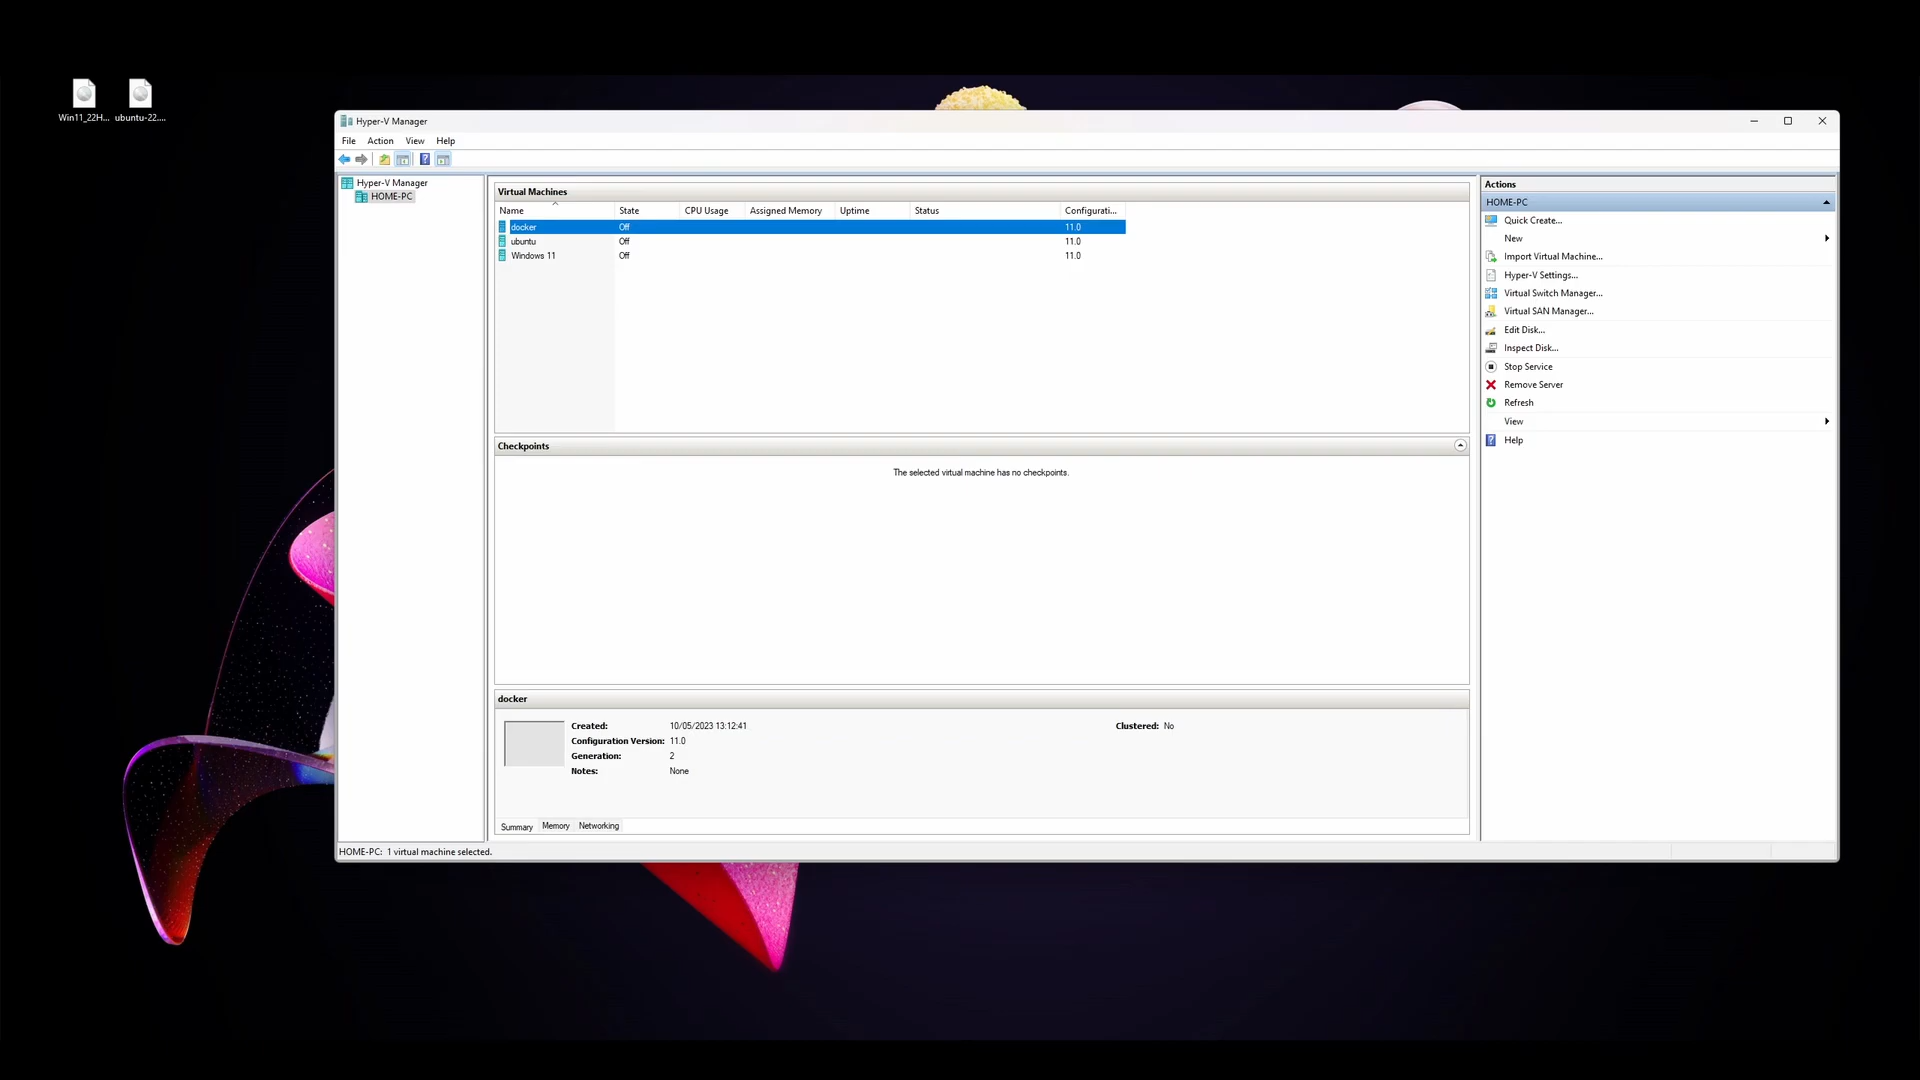 Win11_22H... ubuntu-22....
Hyper-V Manager
File Action View Help
Hyper-V Manager
HOME-PC
Virtual Machines
Name State CPU Usage Assigned Memory Uptime Status Configurati...
docker Off 11.0
ubuntu Off 11.0
Windows 11 Off 11.0
Checkpoints
The selected virtual machine has no checkpoints.
docker
Created: 10/05/2023 13:12:41 Clustered: No
Configuration Version: 11.0
Generation: 2
Notes: None
Summary Memory Networking
HOME-PC: 1 virtual machine selected.
Actions
HOME-PC
Quick Create...
New
Import Virtual Machine...
Hyper-V Settings...
Virtual Switch Manager...
Virtual SAN Manager...
Edit Disk...
Inspect Disk...
Stop Service
Remove Server
Refresh
View
Help